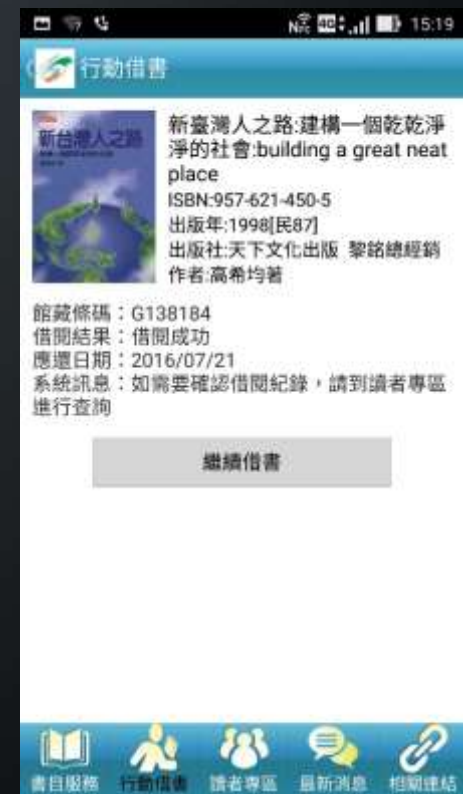 15:19
行動借書
新台灣人之路
新臺灣人之路:建構一個乾乾淨
淨的社會:building a great neat
place
ISBN:957-621-450-5
出版年:1998[民87]
出版社:天下文化出版 黎銘總經銷
作者:高希均著
館藏條碼：G138184
借閱結果：借閱成功
應還日期：2016/07/21
系統訊息：如需要確認借閱紀錄，請到讀者專區
進行查詢
繼續借書
書目服務 行動借書 讀者專區 最新消息 相關連結